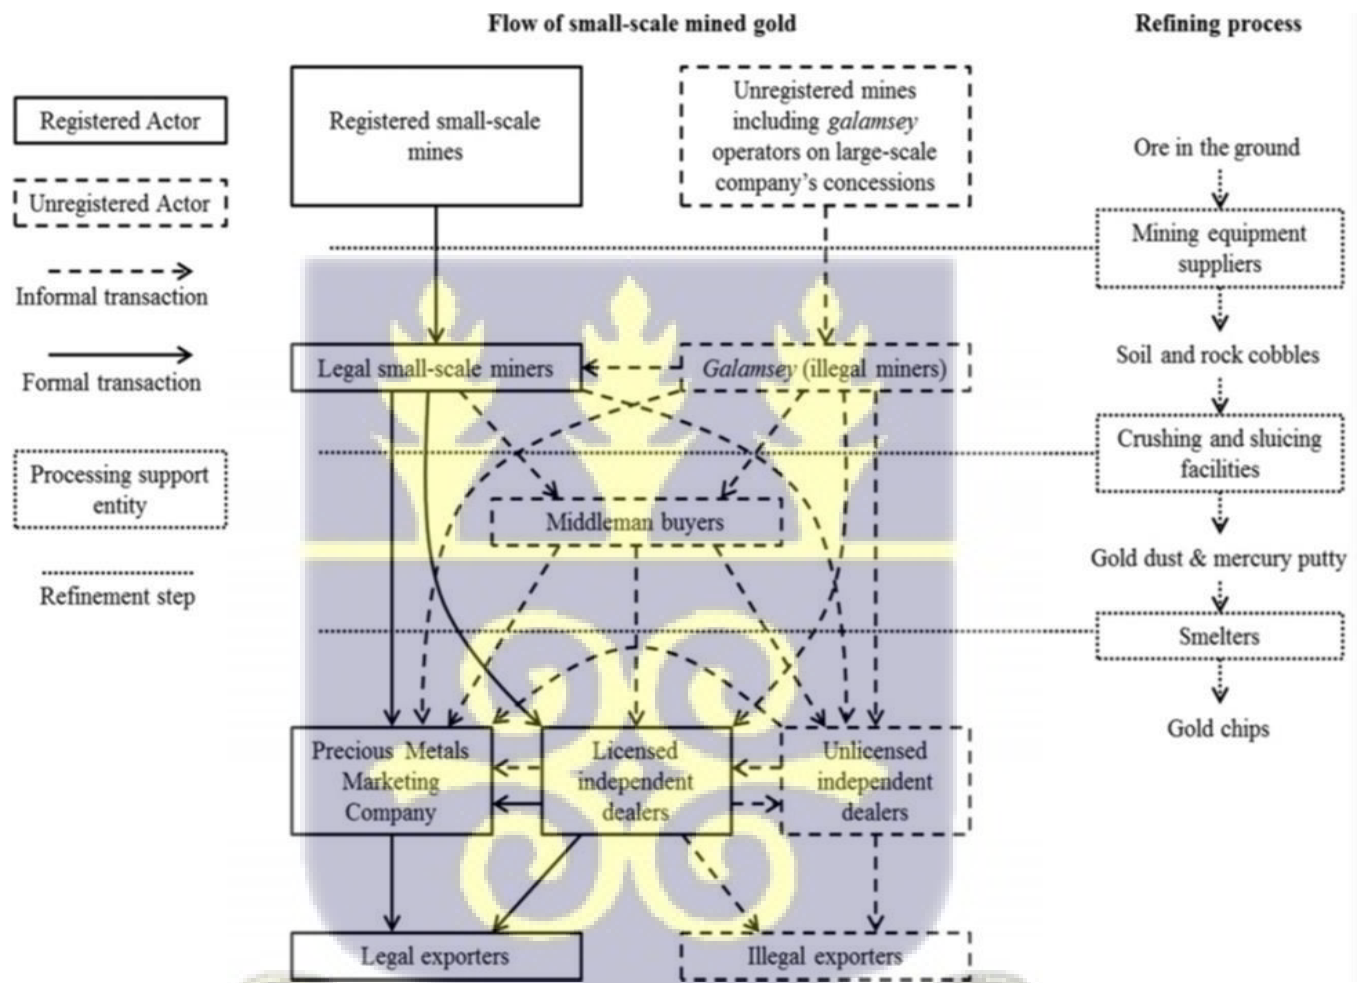 Flow of small-scale mined gold
Refining process
Registered Actor
Unregistered Actor
Informal transaction
Formal transaction
Processing support
entity
Refinement step
Registered small-scale
mines
Unregistered mines
including galamsey
operators on large-scale
company's concessions
Legal small-scale miners
Galamsey (illegal miners)
Middleman buyers
Precious Metals
Marketing
Company
Licensed
independent
dealers
Unlicensed
independent
dealers
Legal exporters
Illegal exporters
Ore in the ground
Mining equipment
suppliers
Soil and rock cobbles
Crushing and sluicing
facilities
Gold dust & mercury putty
Smelters
Gold chips